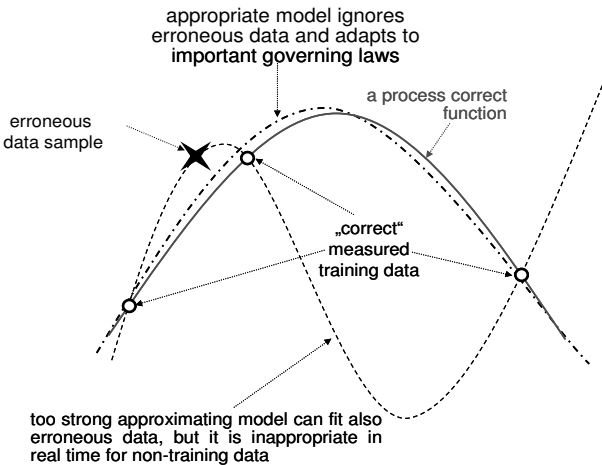 appropriate model ignores
erroneous data and adapts to
important governing laws
a process correct
function
erroneous
data sample
„correct“
measured
training data
too strong approximating model can fit also
erroneous data, but it is inappropriate in
real time for non-training data